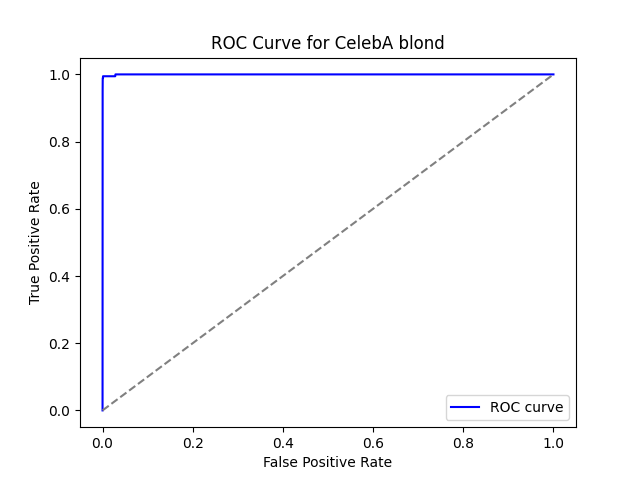 ROC Curve for CelebA blond
True Positive Rate
1.0
0.8
0.6
0.4
0.2
0.0
ROC curve
0.0 0.2 0.4 0.6 0.8 1.0
False Positive Rate